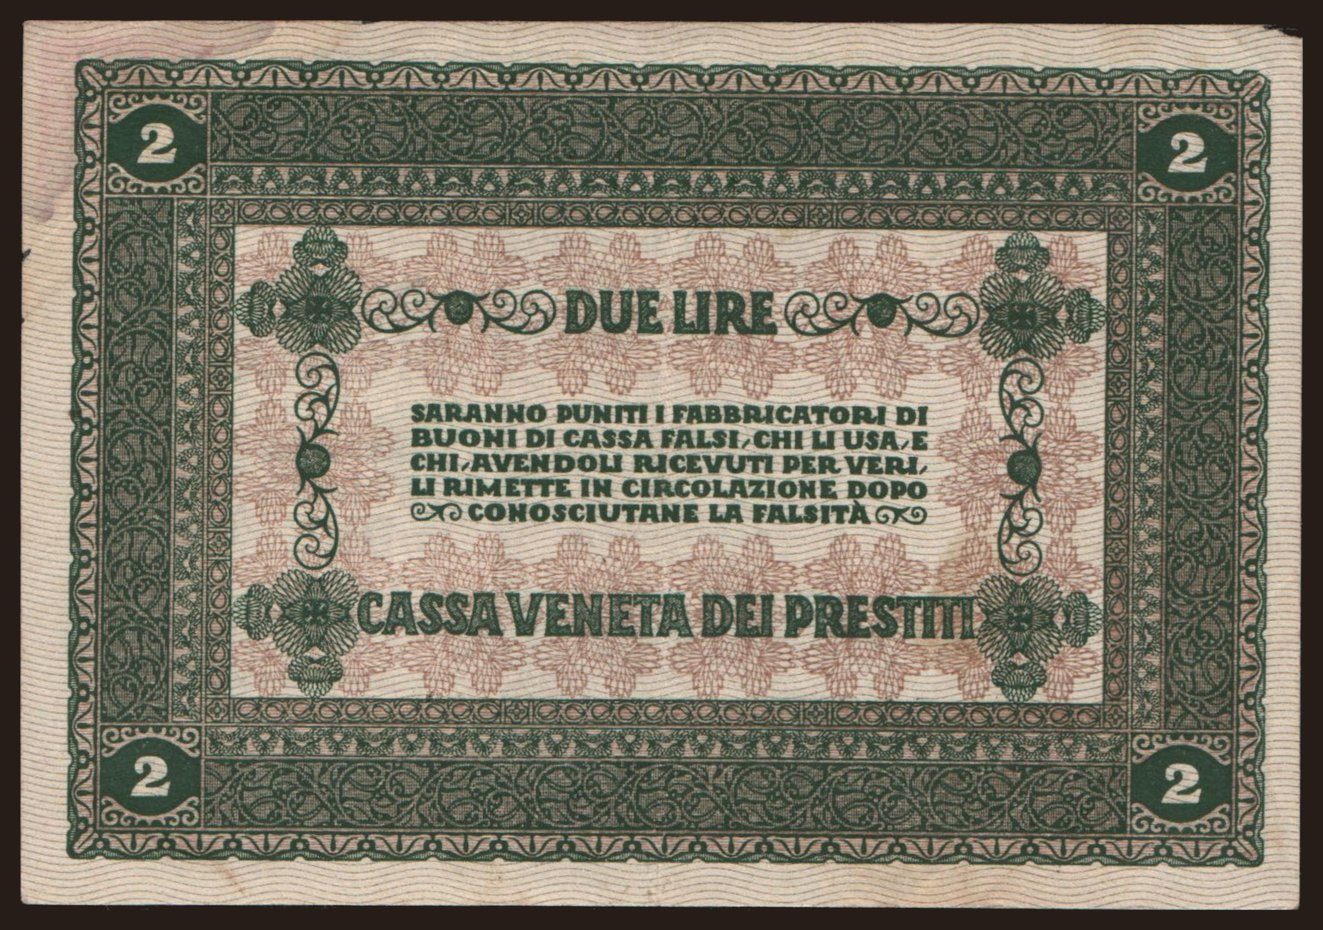 2 2
DUE LIRE
SARANNO PUNITI I FABBRICATORI DI
BUONI DI CASSA FALSI, CHI LI USA, E
CHI, AVENDOLI RICEVUTI PER VERI,
LI RIMETTE IN CIRCOLAZIONE DOPO
CONOSCIUTANE LA FALSITÀ
CASSA VENETA DEI PRESTITI
2 2